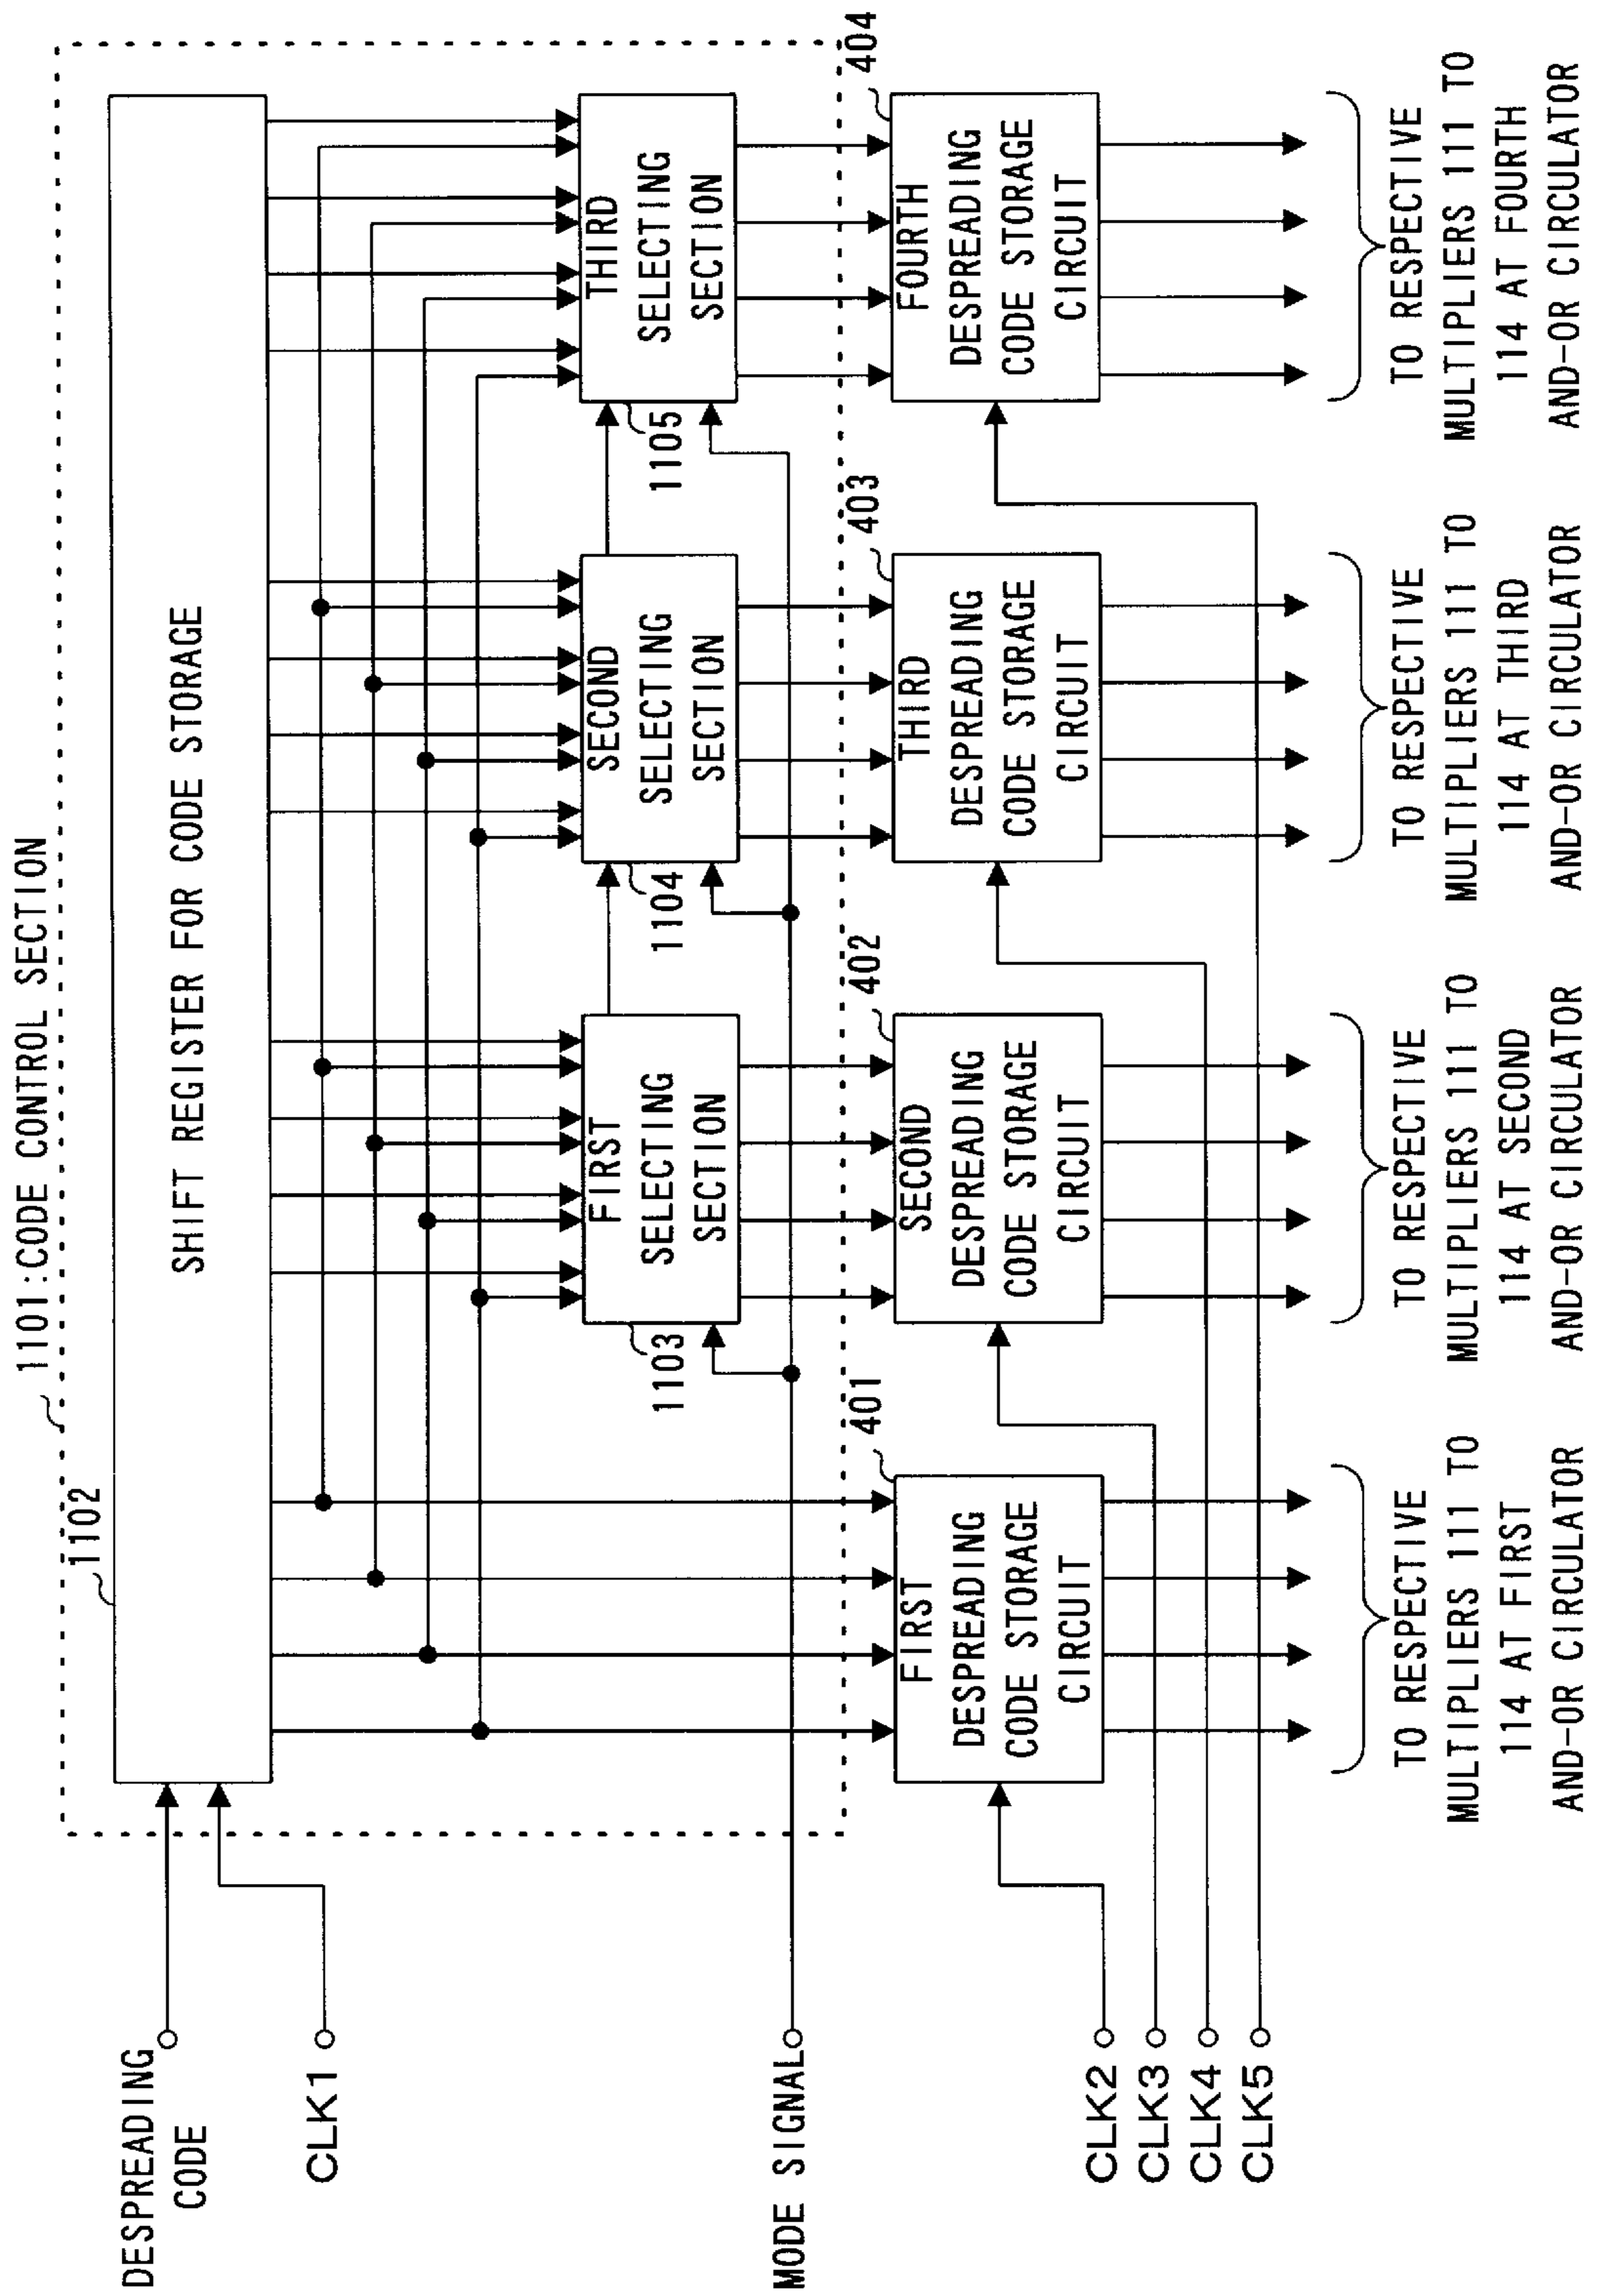 1101:CODE CONTROL SECTION
1102
SHIFT REGISTER FOR CODE STORAGE
DESPREADING
CODE
CLK1
FIRST
SELECTING
SECTION
1103
SECOND
SELECTING
SECTION
1104
THIRD
SELECTING
SECTION
1105
MODE SIGNAL
401
FIRST
DESPREADING
CODE STORAGE
CIRCUIT
402
SECOND
DESPREADING
CODE STORAGE
CIRCUIT
403
THIRD
DESPREADING
CODE STORAGE
CIRCUIT
404
FOURTH
DESPREADING
CODE STORAGE
CIRCUIT
CLK2
CLK3
CLK4
CLK5
TO RESPECTIVE
MULTIPLIERS 111 TO
114 AT FIRST
AND-OR CIRCULATOR
TO RESPECTIVE
MULTIPLIERS 111 TO
114 AT SECOND
AND-OR CIRCULATOR
TO RESPECTIVE
MULTIPLIERS 111 TO
114 AT THIRD
AND-OR CIRCULATOR
TO RESPECTIVE
MULTIPLIERS 111 TO
114 AT FOURTH
AND-OR CIRCULATOR